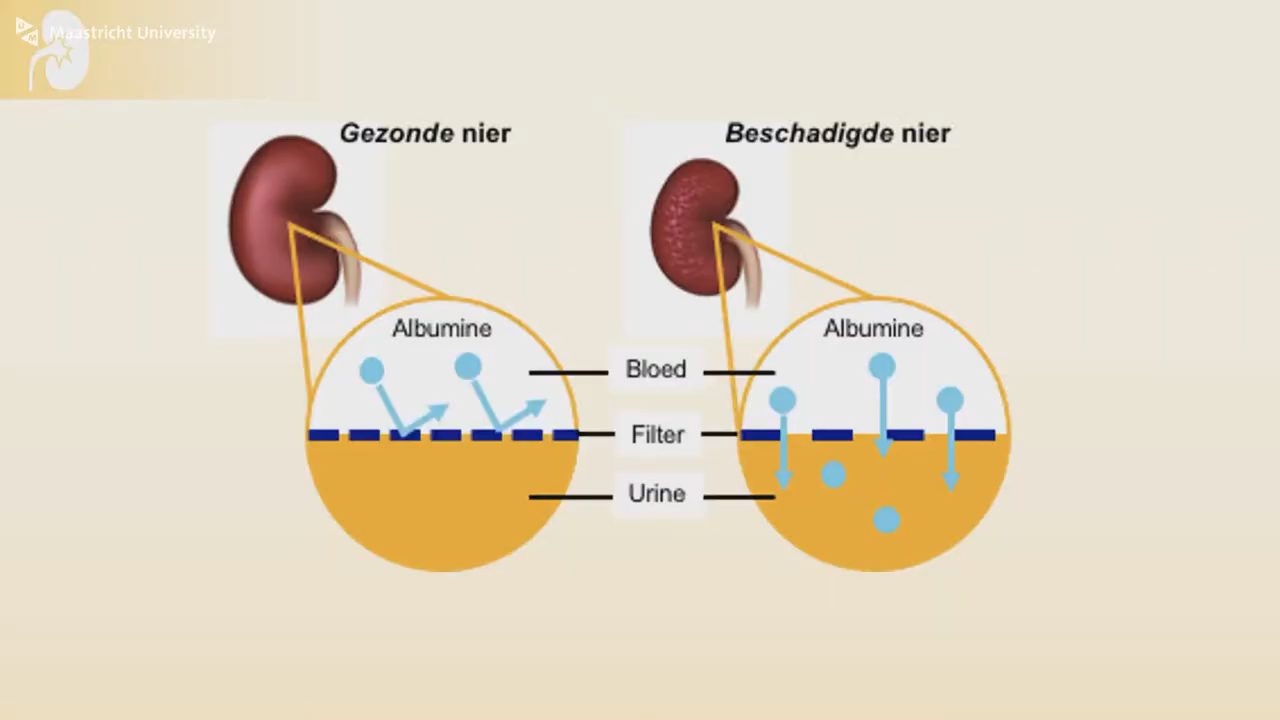 Maastricht University
Gezonde nier
Beschadigde nier
Albumine
Albumine
Bloed
Filter
Urine